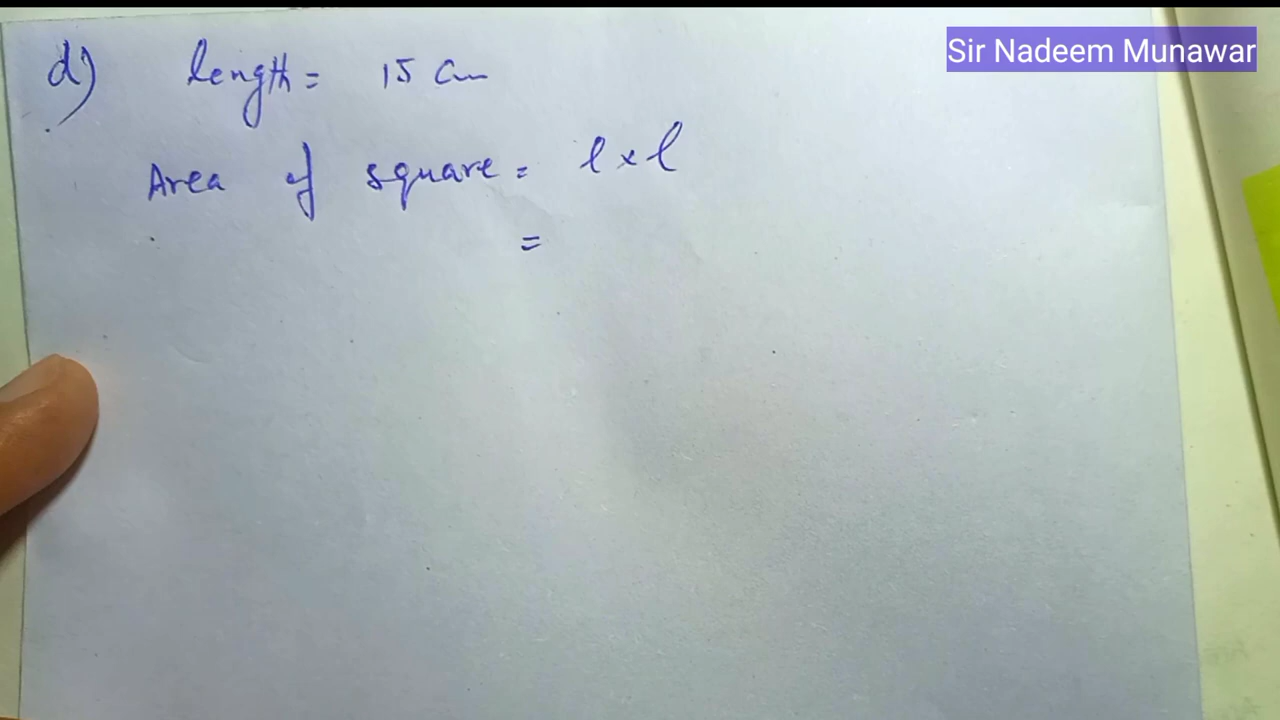 Sir Nadeem Munawar
d) length = 15 cm
Area of square = l × l
=